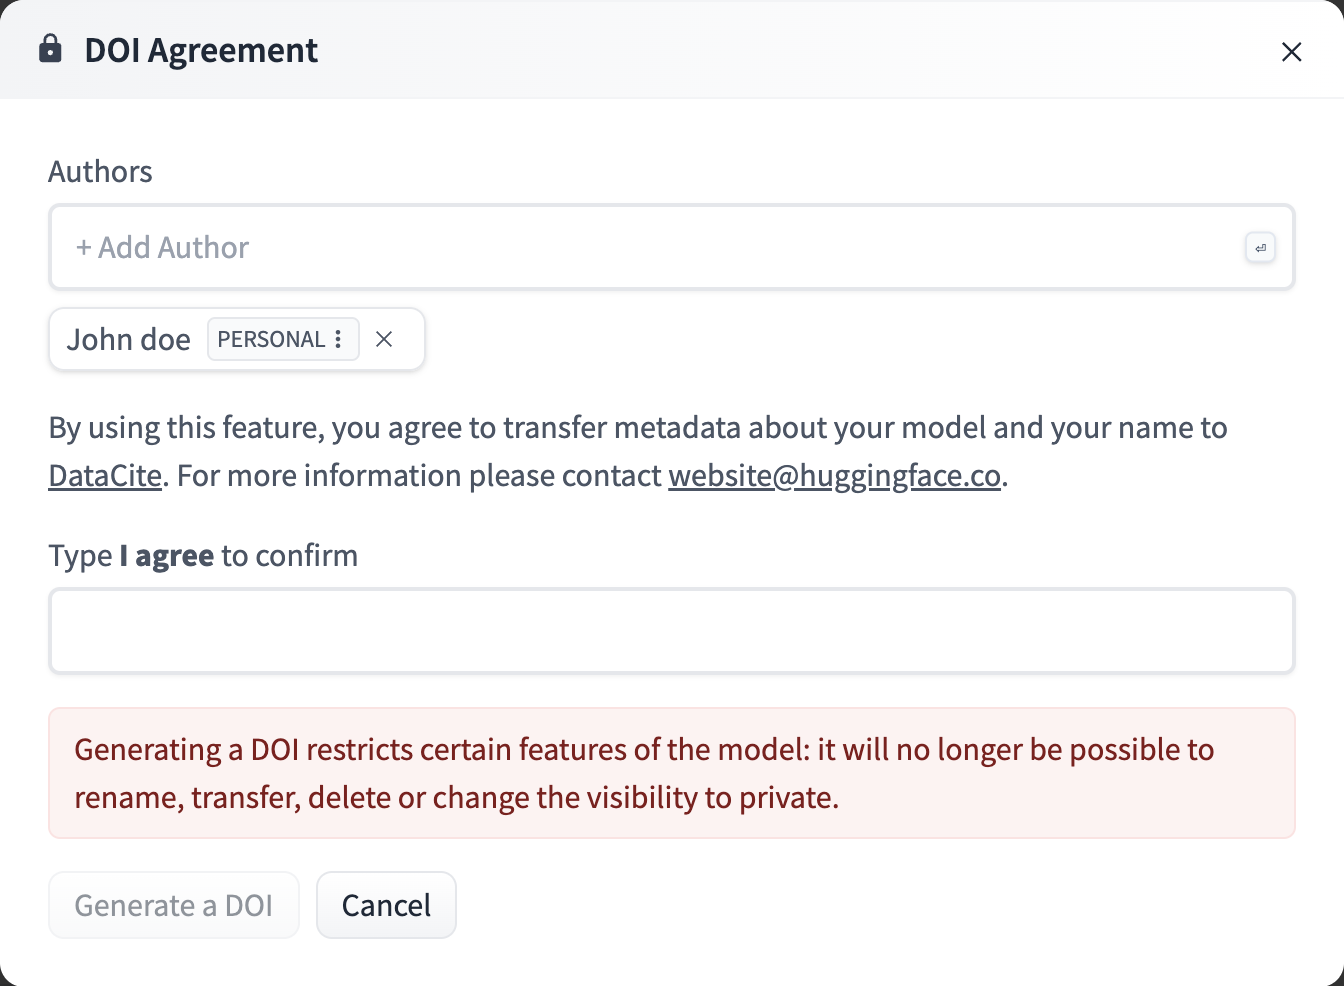 DOI Agreement
Authors
+ Add Author
John doe PERSONAL
By using this feature, you agree to transfer metadata about your model and your name to
DataCite. For more information please contact website@huggingface.co.
Type I agree to confirm
Generating a DOI restricts certain features of the model: it will no longer be possible to
rename, transfer, delete or change the visibility to private.
Generate a DOI Cancel